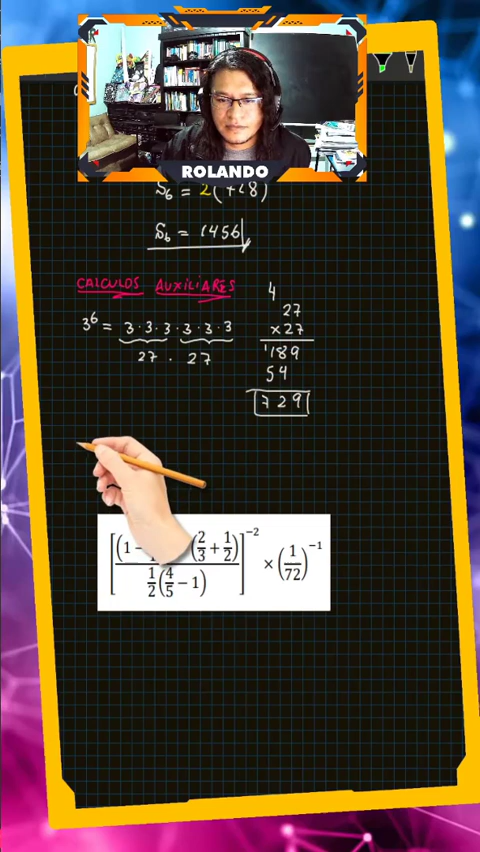 ROLANDO
S₆ = 2(728)
S₆ = 1456
CALCULOS AUXILIARES
3⁶ = 3·3·3·3·3·3
27 · 27
4
27
×27
189
54
729
[((1− (2/3 + 1/2)) / (1/2(4/5 − 1))]⁻² × (1/72)⁻¹